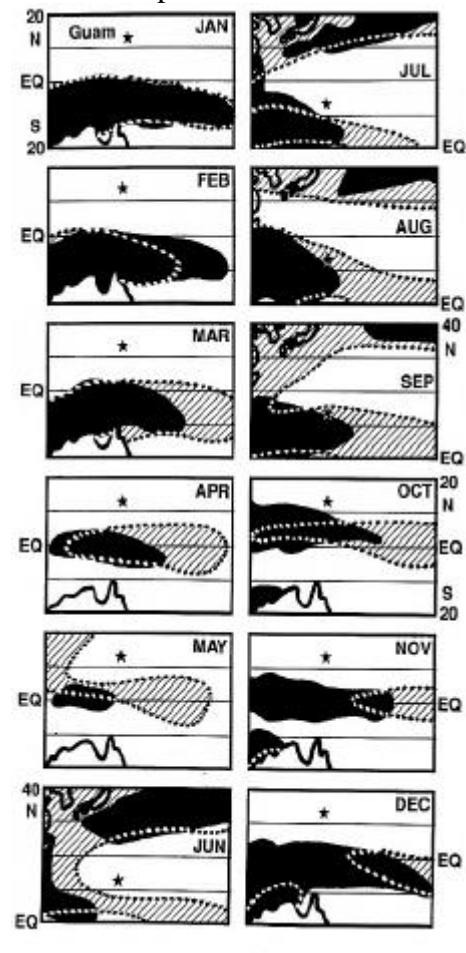 20
N
Guam
JAN
EQ
S
20
JUL
EQ
FEB
EQ
AUG
EQ
MAR
EQ
40
N
SEP
EQ
APR
EQ
OCT
20
N
EQ
S
20
MAY
EQ
NOV
EQ
40
N
JUN
EQ
DEC
EQ